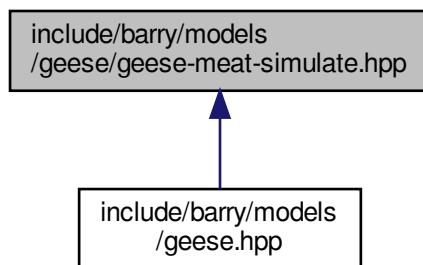 include/barry/models
/geese/geese-meat-simulate.hpp
include/barry/models
/geese.hpp